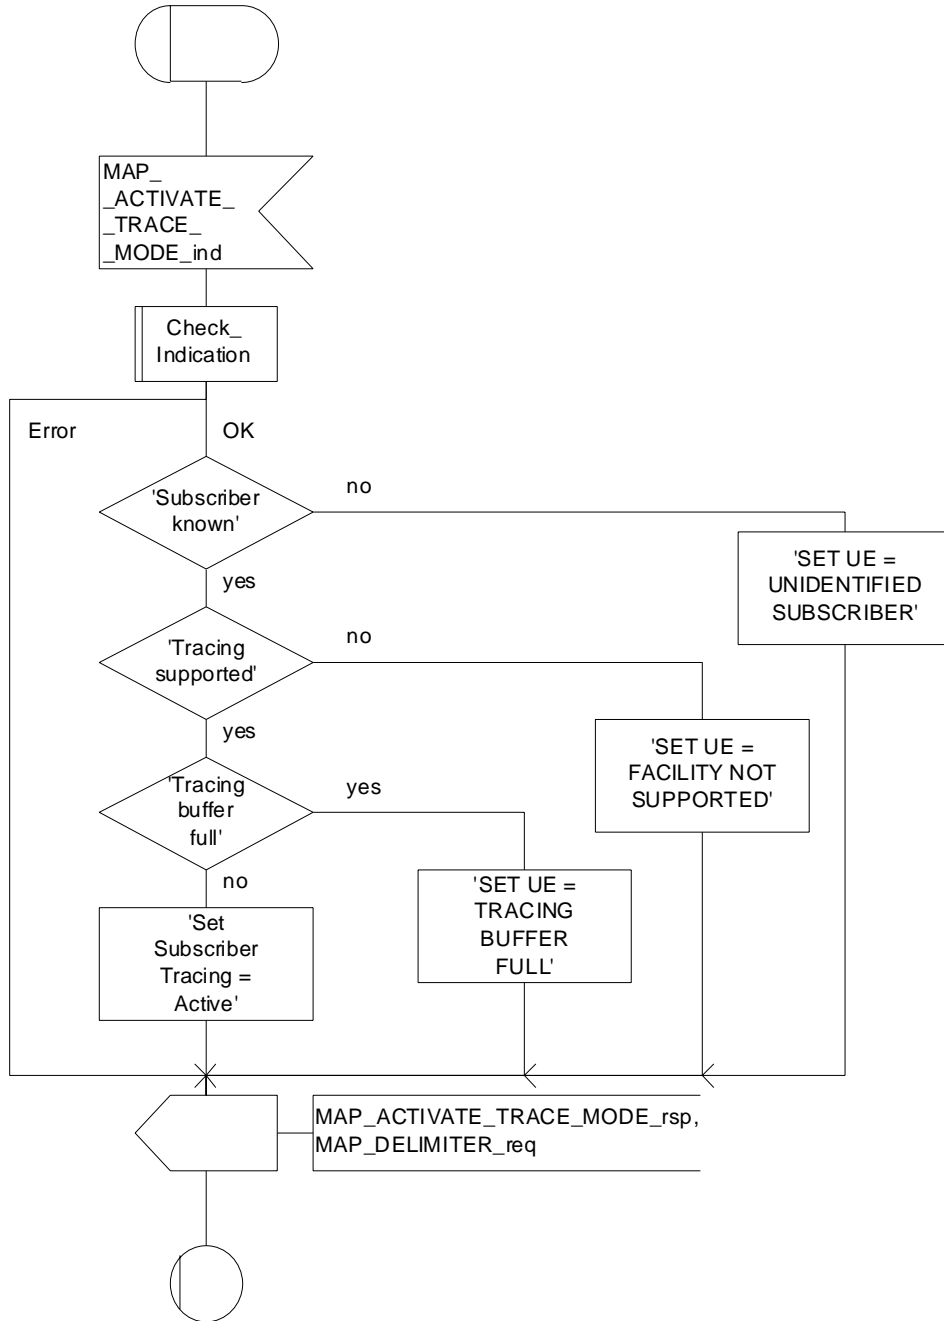 MAP_
_ACTIVATE_
_TRACE_
_MODE_ind
Check_
Indication
Error
OK
'Subscriber
known'
no
'SET UE =
UNIDENTIFIED
SUBSCRIBER'
yes
'Tracing
supported'
no
'SET UE =
FACILITY NOT
SUPPORTED'
yes
'Tracing
buffer
full'
yes
'SET UE =
TRACING
BUFFER
FULL'
no
'Set
Subscriber
Tracing =
Active'
MAP_ACTIVATE_TRACE_MODE_rsp,
MAP_DELIMITER_req